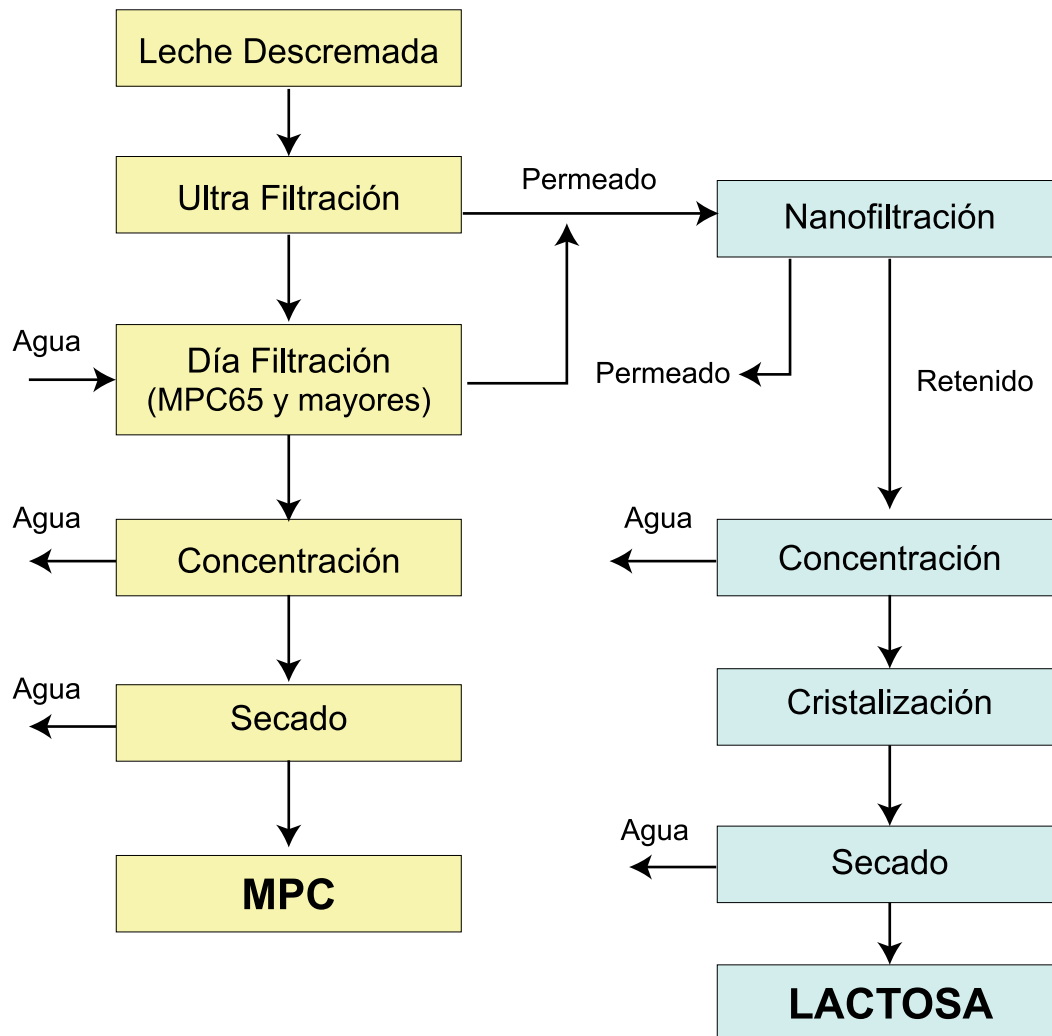 Leche Descremada
Ultra Filtración
Permeado
Nanofiltración
Agua
Día Filtración
(MPC65 y mayores)
Permeado
Retenido
Agua
Concentración
Agua
Concentración
Agua
Secado
Cristalización
MPC
Agua
Secado
LACTOSA